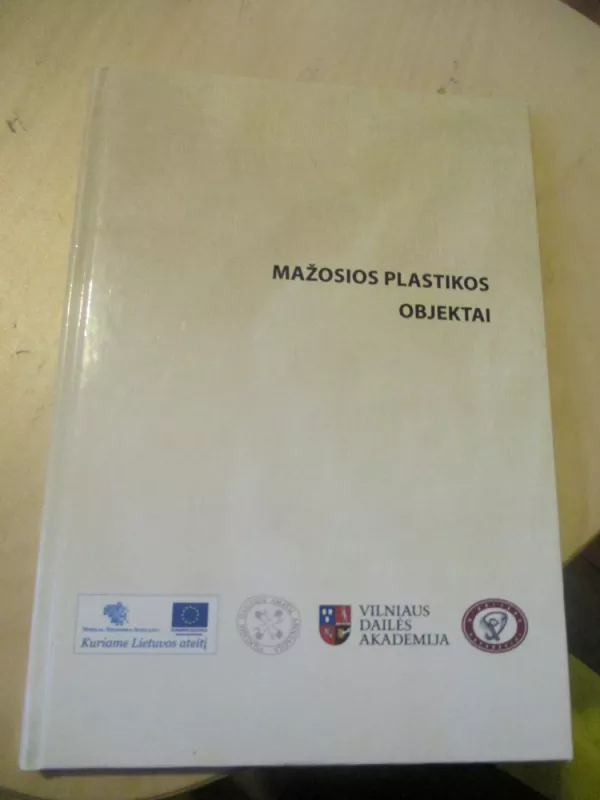 MAŽOSIOS PLASTIKOS
OBJEKTAI
Kuriame Lietuvos ateitį
VILNIAUS
DAILĖS
AKADEMIJA